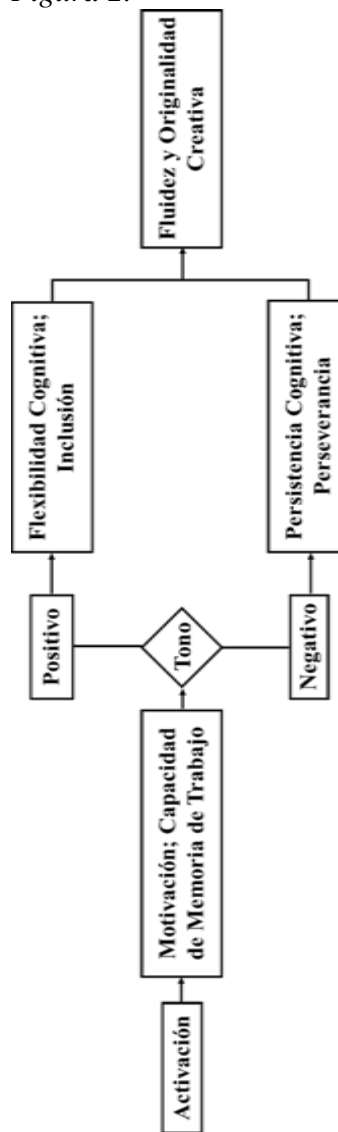 Figura 2.
Activación
Motivación; Capacidad
de Memoria de Trabajo
Tono
Positivo
Negativo
Flexibilidad Cognitiva;
Inclusión
Persistencia Cognitiva;
Perseverancia
Fluidez y Originalidad
Creativa